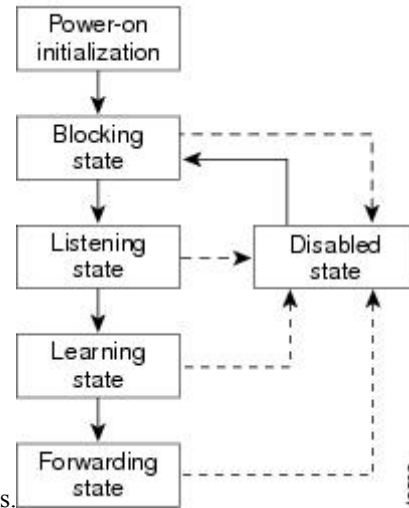 Power-on
initialization
Blocking
state
Listening
state
Disabled
state
Learning
state
Forwarding
state
s.